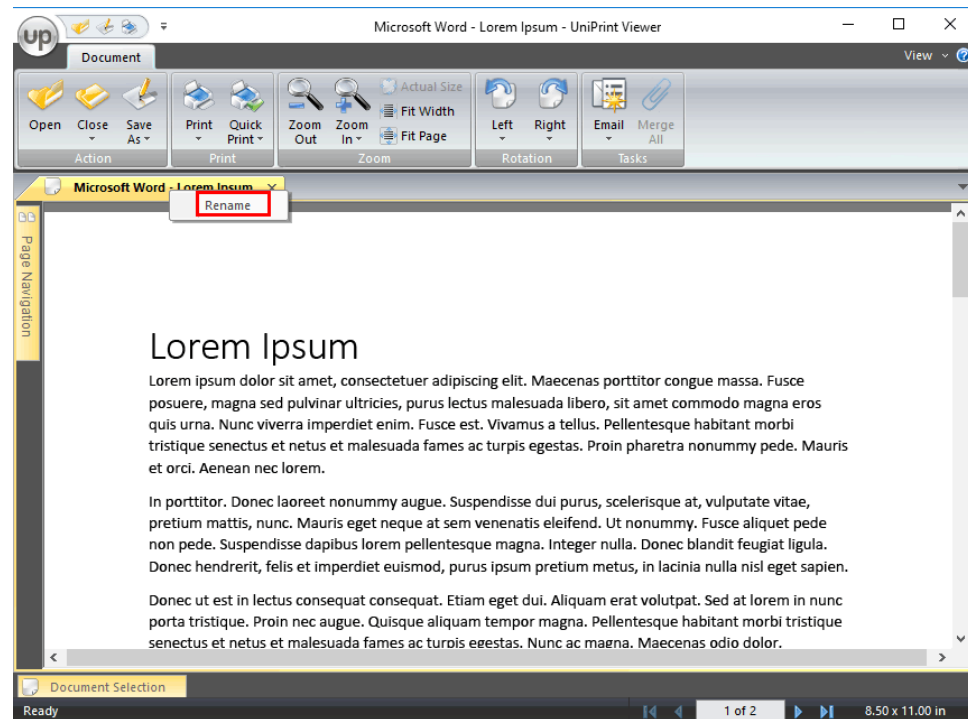 up
Microsoft Word - Lorem Ipsum - UniPrint Viewer
Document
View
Open
Close
Save As
Print
Quick Print
Zoom Out
Zoom In
Actual Size
Fit Width
Fit Page
Left
Right
Email
Merge All
Action
Print
Zoom
Rotation
Tasks
Microsoft Word - Lorem Ipsum
Rename
Page Navigation
Lorem Ipsum
Lorem ipsum dolor sit amet, consectetuer adipiscing elit. Maecenas porttitor congue massa. Fusce
posuere, magna sed pulvinar ultricies, purus lectus malesuada libero, sit amet commodo magna eros
quis urna. Nunc viverra imperdiet enim. Fusce est. Vivamus a tellus. Pellentesque habitant morbi
tristique senectus et netus et malesuada fames ac turpis egestas. Proin pharetra nonummy pede. Mauris
et orci. Aenean nec lorem.
In porttitor. Donec laoreet nonummy augue. Suspendisse dui purus, scelerisque at, vulputate vitae,
pretium mattis, nunc. Mauris eget neque at sem venenatis eleifend. Ut nonummy. Fusce aliquet pede
non pede. Suspendisse dapibus lorem pellentesque magna. Integer nulla. Donec blandit feugiat ligula.
Donec hendrerit, felis et imperdiet euismod, purus ipsum pretium metus, in lacinia nulla nisl eget sapien.
Donec ut est in lectus consequat consequat. Etiam eget dui. Aliquam erat volutpat. Sed at lorem in nunc
porta tristique. Proin nec augue. Quisque aliquam tempor magna. Pellentesque habitant morbi tristique
senectus et netus et malesuada fames ac turpis egestas. Nunc ac magna. Maecenas odio dolor,
Document Selection
Ready
1 of 2
8.50 x 11.00 in